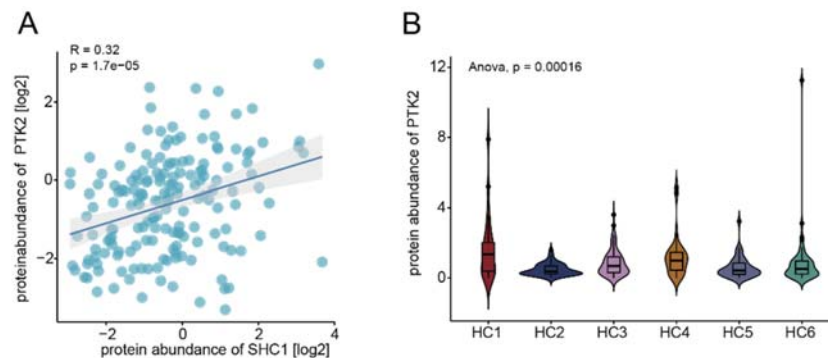 A
R = 0.32
p = 1.7e−05
proteinabundance of PTK2 [log2]
2
0
−2
−2
0
2
4
protein abundance of SHC1 [log2]
B
Anova, p = 0.00016
protein abundance of PTK2
12
8
4
0
HC1
HC2
HC3
HC4
HC5
HC6